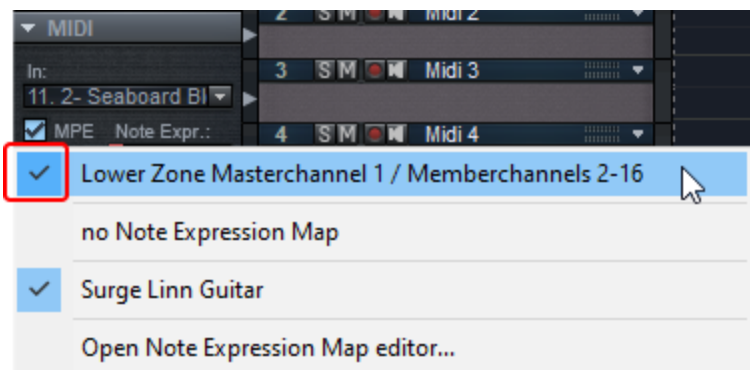 MIDI
2 S M Midi 2
In:
3 S M Midi 3
11. 2- Seaboard Bl
MPE Note Expr.:
4 S M Midi 4
Lower Zone Masterchannel 1 / Memberchannels 2-16
no Note Expression Map
Surge Linn Guitar
Open Note Expression Map editor...